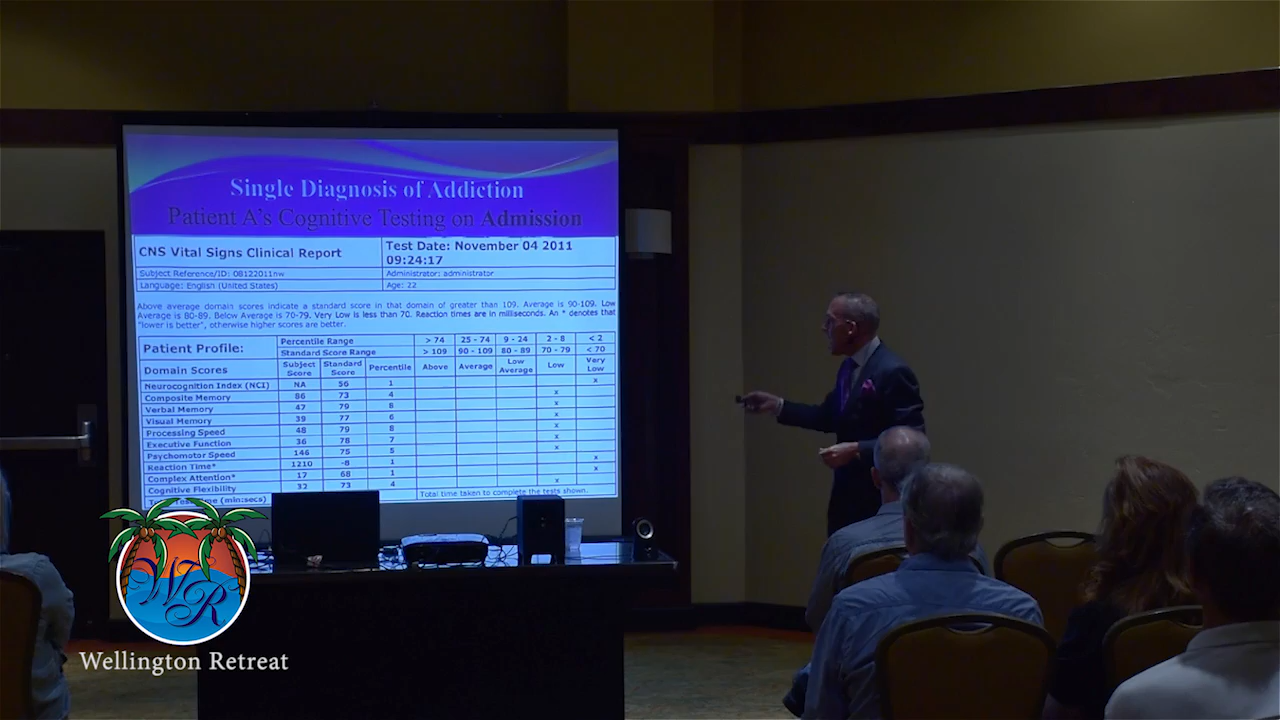 Single Diagnosis of Addiction
Patient A's Cognitive Testing on Admission
CNS Vital Signs Clinical Report
Test Date: November 04 2011
09:24:17
Subject Reference/ID: 08122011nw
Administrator: administrator
Language: English (United States)
Age: 22
Above average domain scores indicate a standard score in that domain of greater than 109. Average is 90-109. Low
Average is 80-89. Below Average is 70-79. Very Low is less than 70. Reaction times are in milliseconds. An * denotes that
"lower is better", otherwise higher scores are better.
Patient Profile: Percentile Range > 74 25 - 74 9 - 24 2 - 8 < 2
Standard Score Range > 109 90 - 109 80 - 89 70 - 79 < 70
Domain Scores Subject Score Standard Score Percentile Above Average Low Average Low Very Low
Neurocognition Index (NCI) NA 56 1 x
Composite Memory 86 73 4 x
Verbal Memory 47 79 8 x
Visual Memory 39 77 6 x
Processing Speed 48 79 8 x
Executive Function 36 78 7 x
Psychomotor Speed 146 75 5 x
Reaction Time* 1210 -8 1 x
Complex Attention* 17 68 1 x
Cognitive Flexibility 32 73 4 x
(min:secs) Total time taken to complete the tests shown.
WR
Wellington Retreat